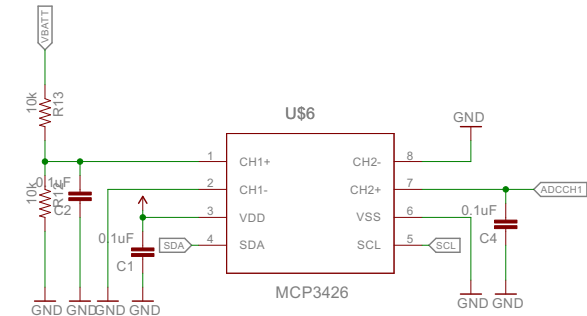 VBATT
10k
R13
U$6
GND
1
CH1+
CH2-
8
10k
R12
0.1uF
C2
2
CH1-
CH2+
7
ADCCH1
3
VDD
VSS
6
0.1uF
C4
0.1uF
C1
SDA
4
SDA
SCL
5
SCL
MCP3426
GND
GND
GND
GND
GND
GND